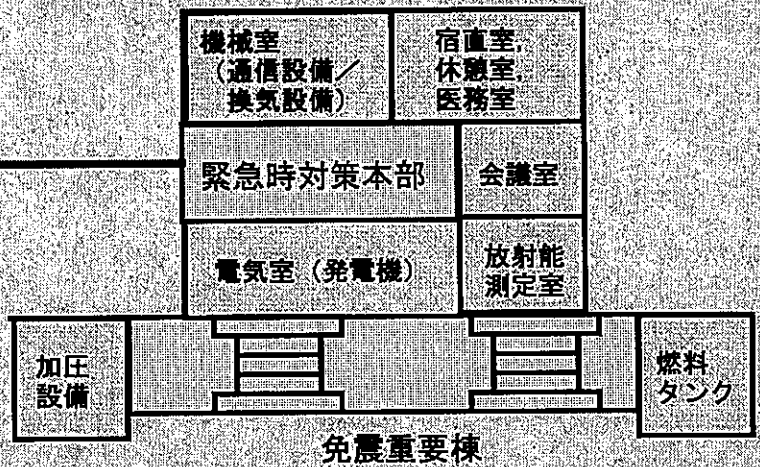 機械室
（通信設備／
換気設備）
宿直室,
休憩室,
医務室
緊急時対策本部
会議室
電気室（発電機）
放射能
測定室
加圧
設備
燃料
タンク
免震重要棟